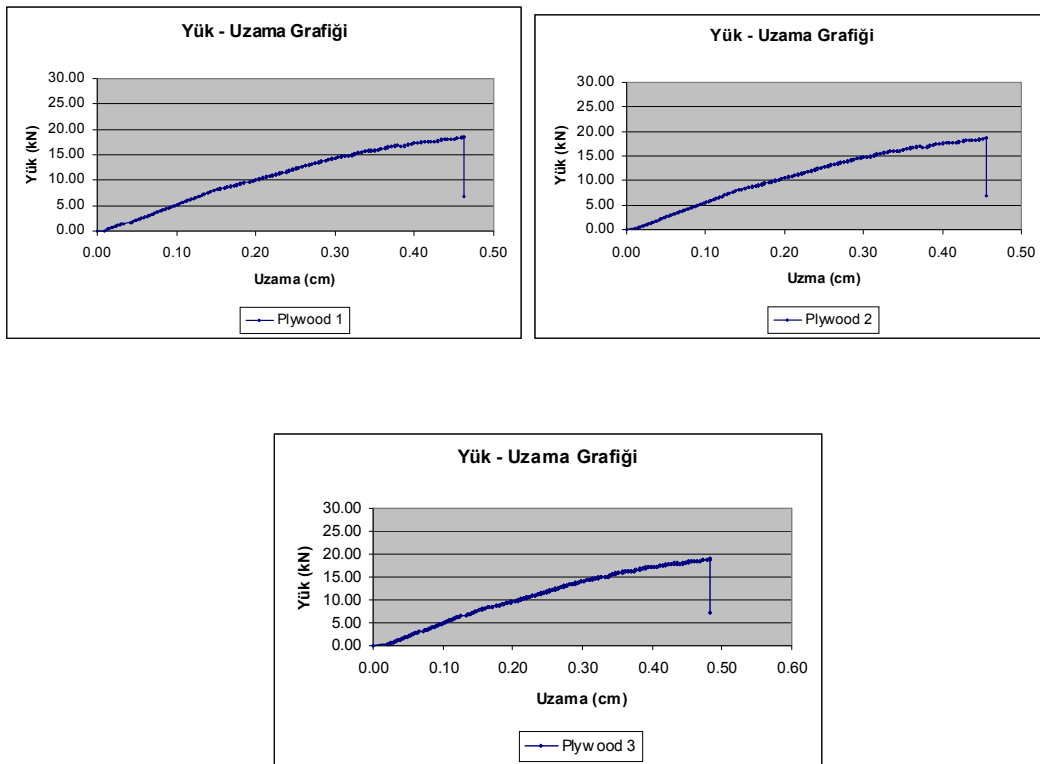 Yük - Uzama Grafiği
30.00
25.00
20.00
15.00
10.00
5.00
0.00
0.00 0.10 0.20 0.30 0.40 0.50
Yük (kN)
Uzama (cm)
Plywood 1
Yük - Uzama Grafiği
30.00
25.00
20.00
15.00
10.00
5.00
0.00
0.00 0.10 0.20 0.30 0.40 0.50
Yük (kN)
Uzma (cm)
Plywood 2
Yük - Uzama Grafiği
30.00
25.00
20.00
15.00
10.00
5.00
0.00
0.00 0.10 0.20 0.30 0.40 0.50 0.60
Yük (kN)
Uzama (cm)
Plywood 3